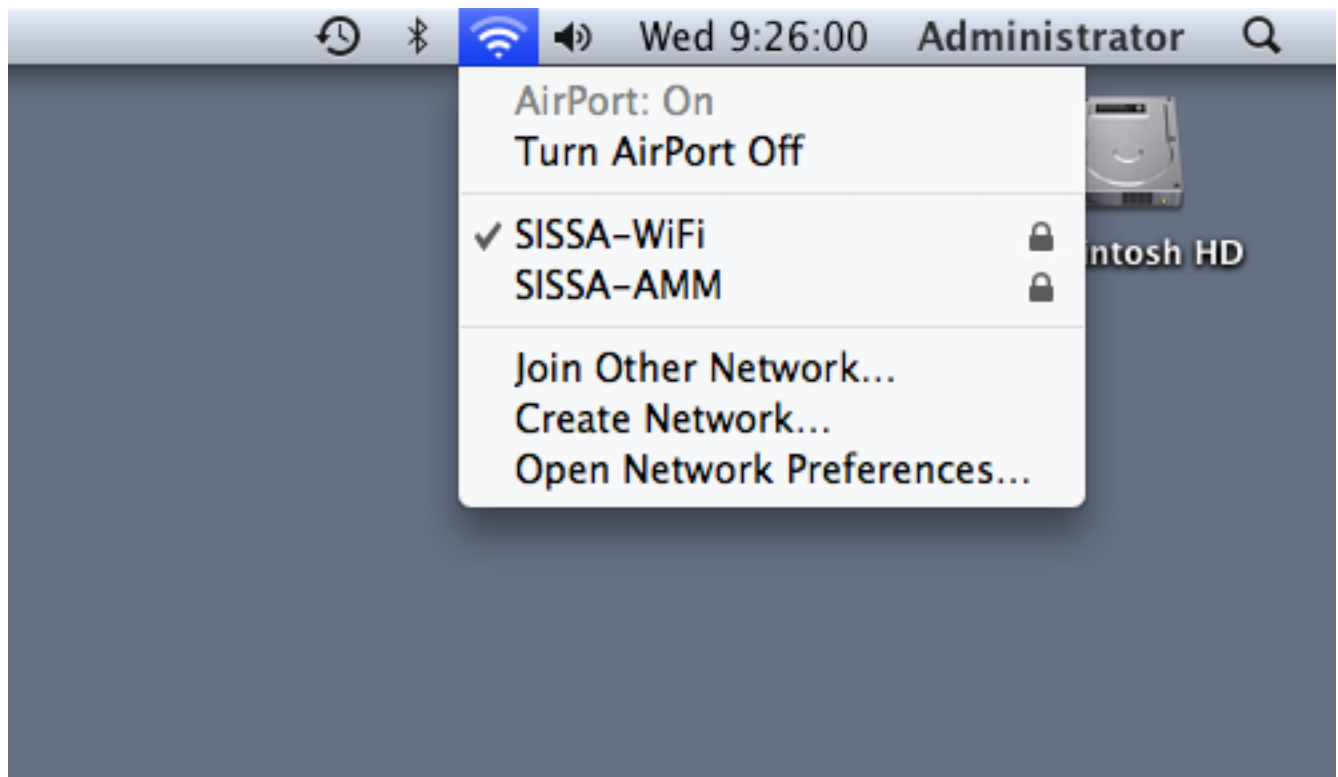 Wed 9:26:00 Administrator
AirPort: On
Turn AirPort Off
SISSA-WiFi
SISSA-AMM
intosh HD
Join Other Network...
Create Network...
Open Network Preferences...